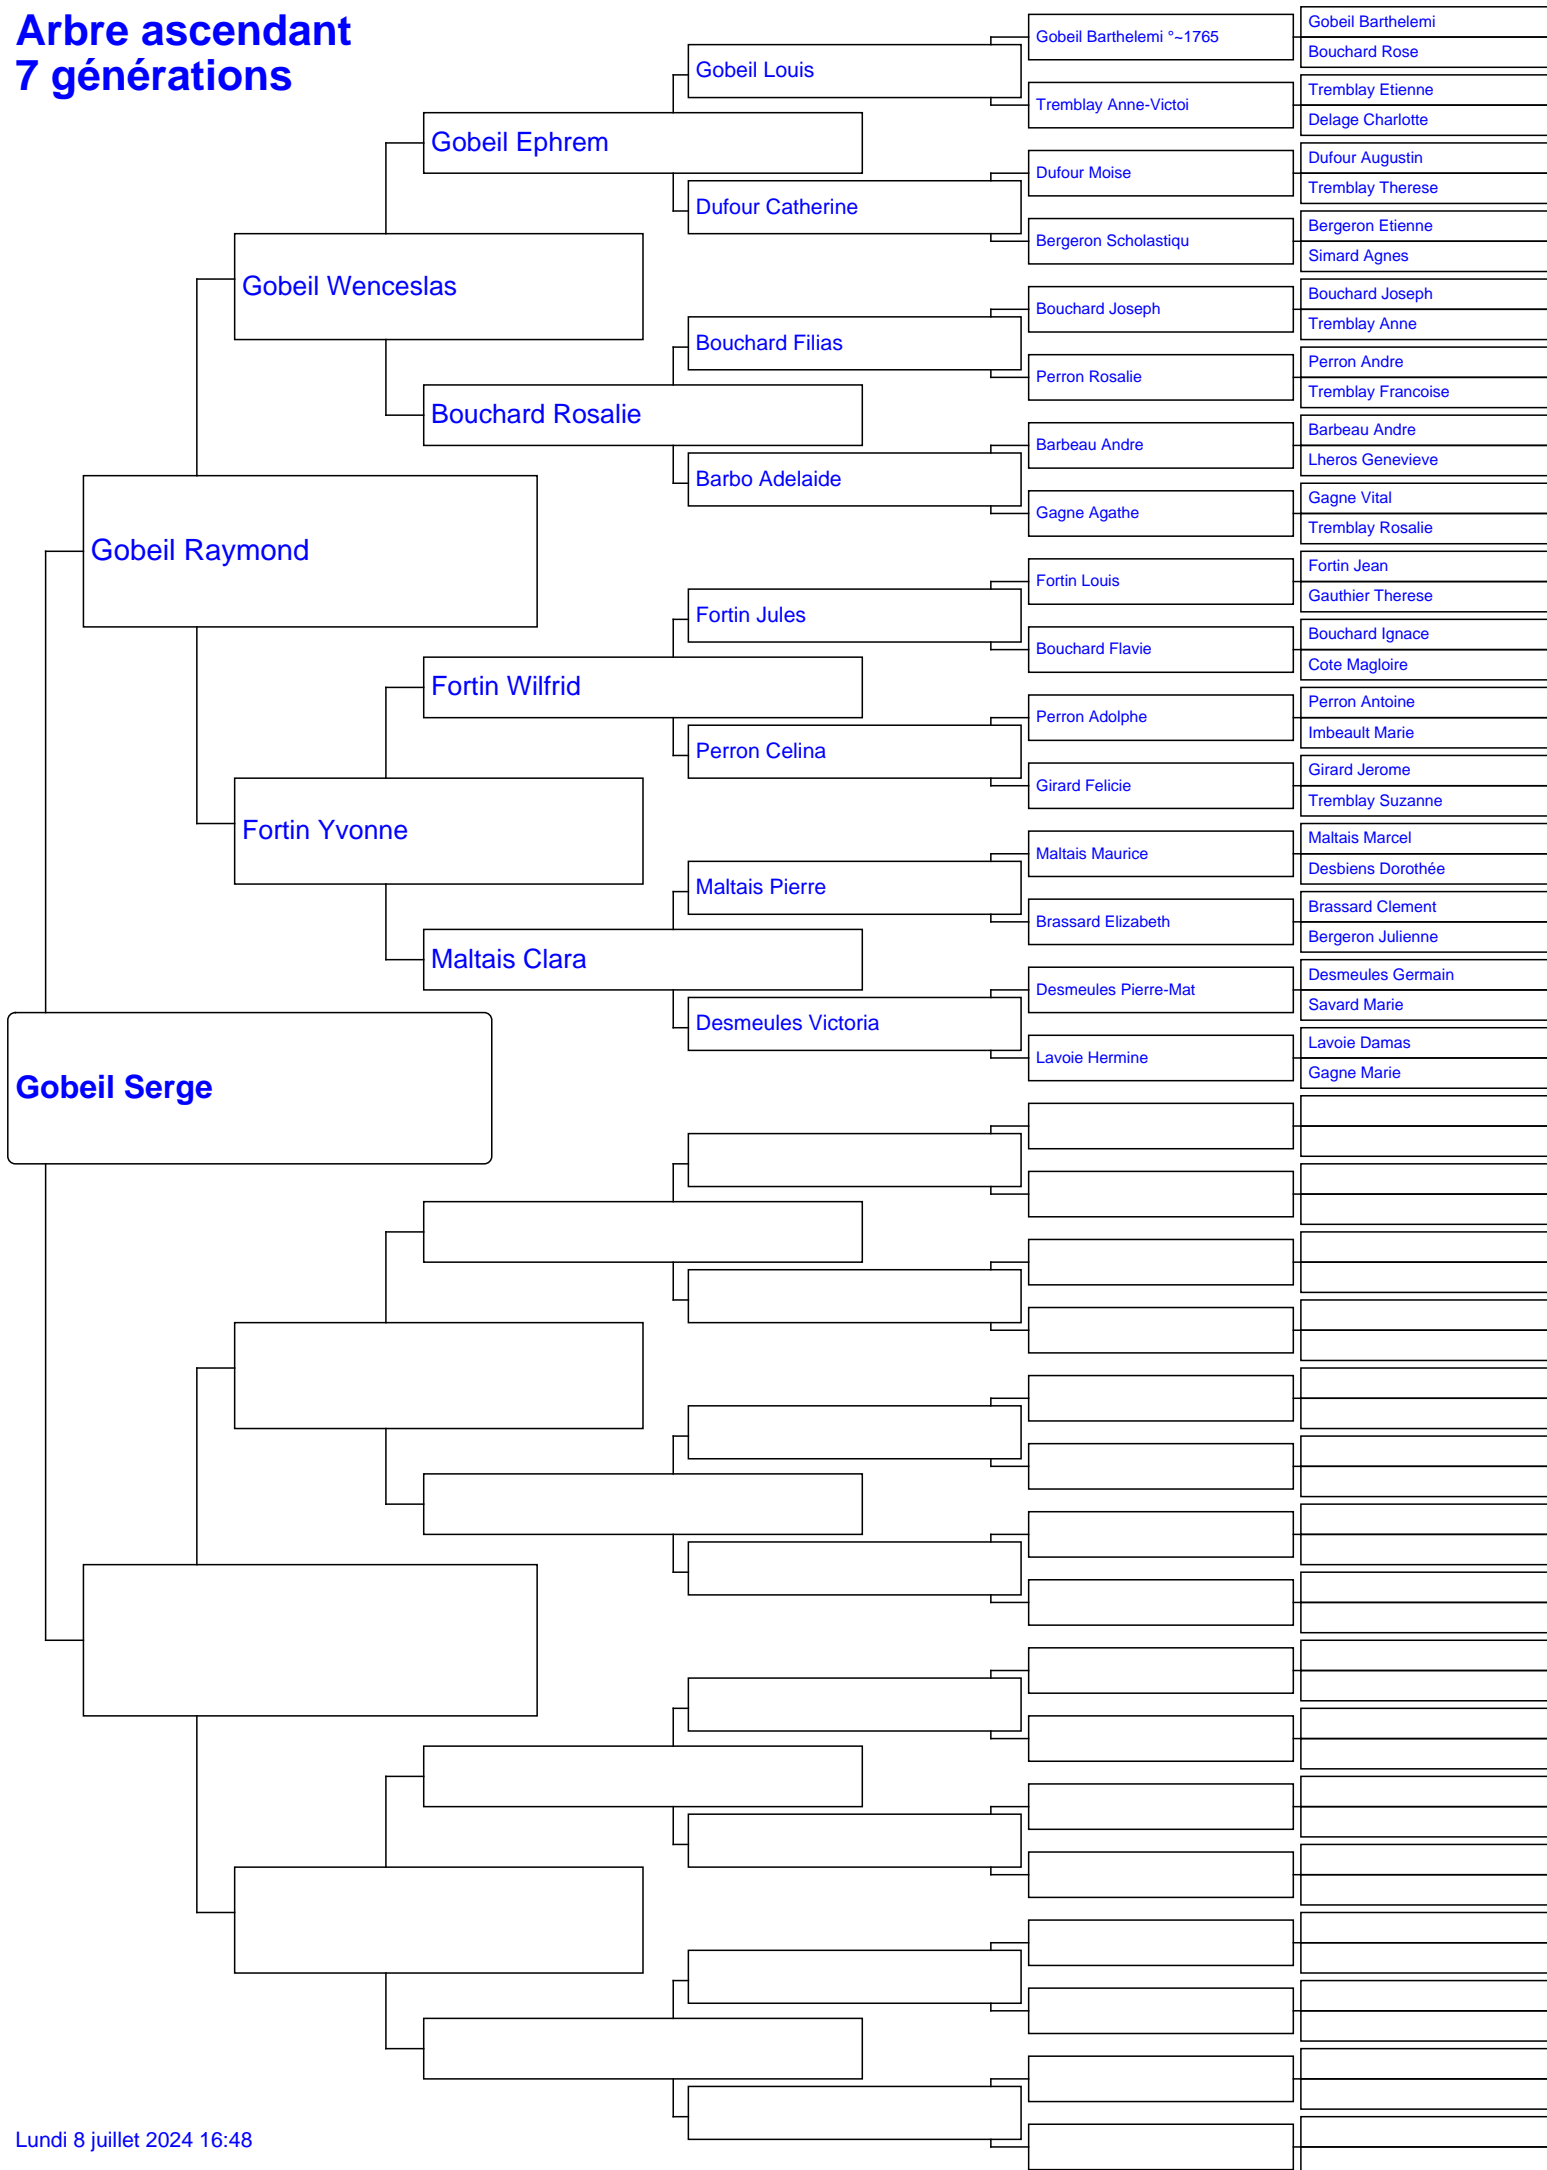 Arbre ascendant
7 générations
Gobeil Serge
Gobeil Raymond
Gobeil Wenceslas
Fortin Yvonne
Gobeil Ephrem
Bouchard Rosalie
Fortin Wilfrid
Maltais Clara
Gobeil Louis
Dufour Catherine
Bouchard Filias
Barbo Adelaide
Fortin Jules
Perron Celina
Maltais Pierre
Desmeules Victoria
Gobeil Barthelemi °~1765
Tremblay Anne-Victoi
Dufour Moise
Bergeron Scholastiqu
Bouchard Joseph
Perron Rosalie
Barbeau Andre
Gagne Agathe
Fortin Louis
Bouchard Flavie
Perron Adolphe
Girard Felicie
Maltais Maurice
Brassard Elizabeth
Desmeules Pierre-Mat
Lavoie Hermine
Gobeil Barthelemi
Bouchard Rose
Tremblay Etienne
Delage Charlotte
Dufour Augustin
Tremblay Therese
Bergeron Etienne
Simard Agnes
Bouchard Joseph
Tremblay Anne
Perron Andre
Tremblay Francoise
Barbeau Andre
Lheros Genevieve
Gagne Vital
Tremblay Rosalie
Fortin Jean
Gauthier Therese
Bouchard Ignace
Cote Magloire
Perron Antoine
Imbeault Marie
Girard Jerome
Tremblay Suzanne
Maltais Marcel
Desbiens Dorothée
Brassard Clement
Bergeron Julienne
Desmeules Germain
Savard Marie
Lavoie Damas
Gagne Marie
Lundi 8 juillet 2024 16:48